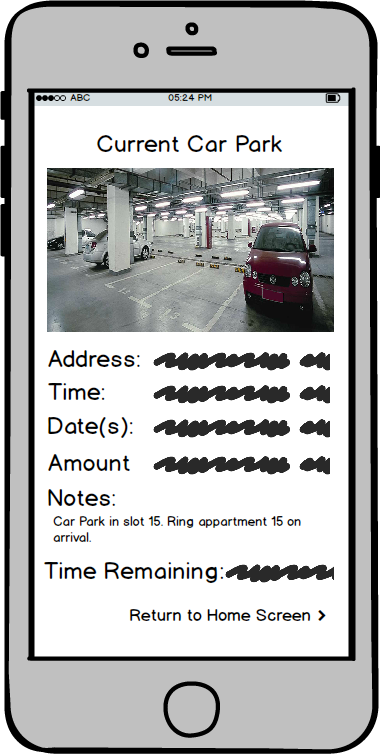 ABC 05:24 PM
Current Car Park
Address:
Time:
Date(s):
Amount
Notes:
Car Park in slot 15. Ring appartment 15 on
arrival.
Time Remaining:
Return to Home Screen >